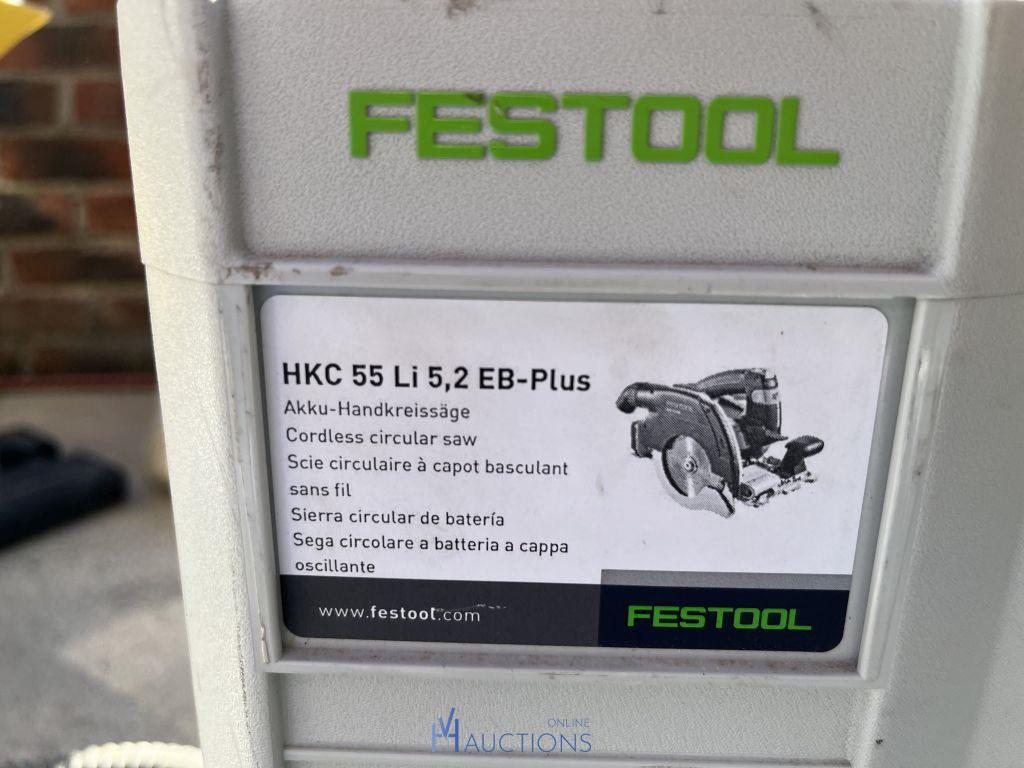 FESTOOL
HKC 55 Li 5,2 EB-Plus
Akku-Handkreissäge
Cordless circular saw
Scie circulaire à capot basculant
sans fil
Sierra circular de batería
Sega circolare a batteria a cappa
oscillante
www.festool.com
FESTOOL
ONLINE
AUCTIONS